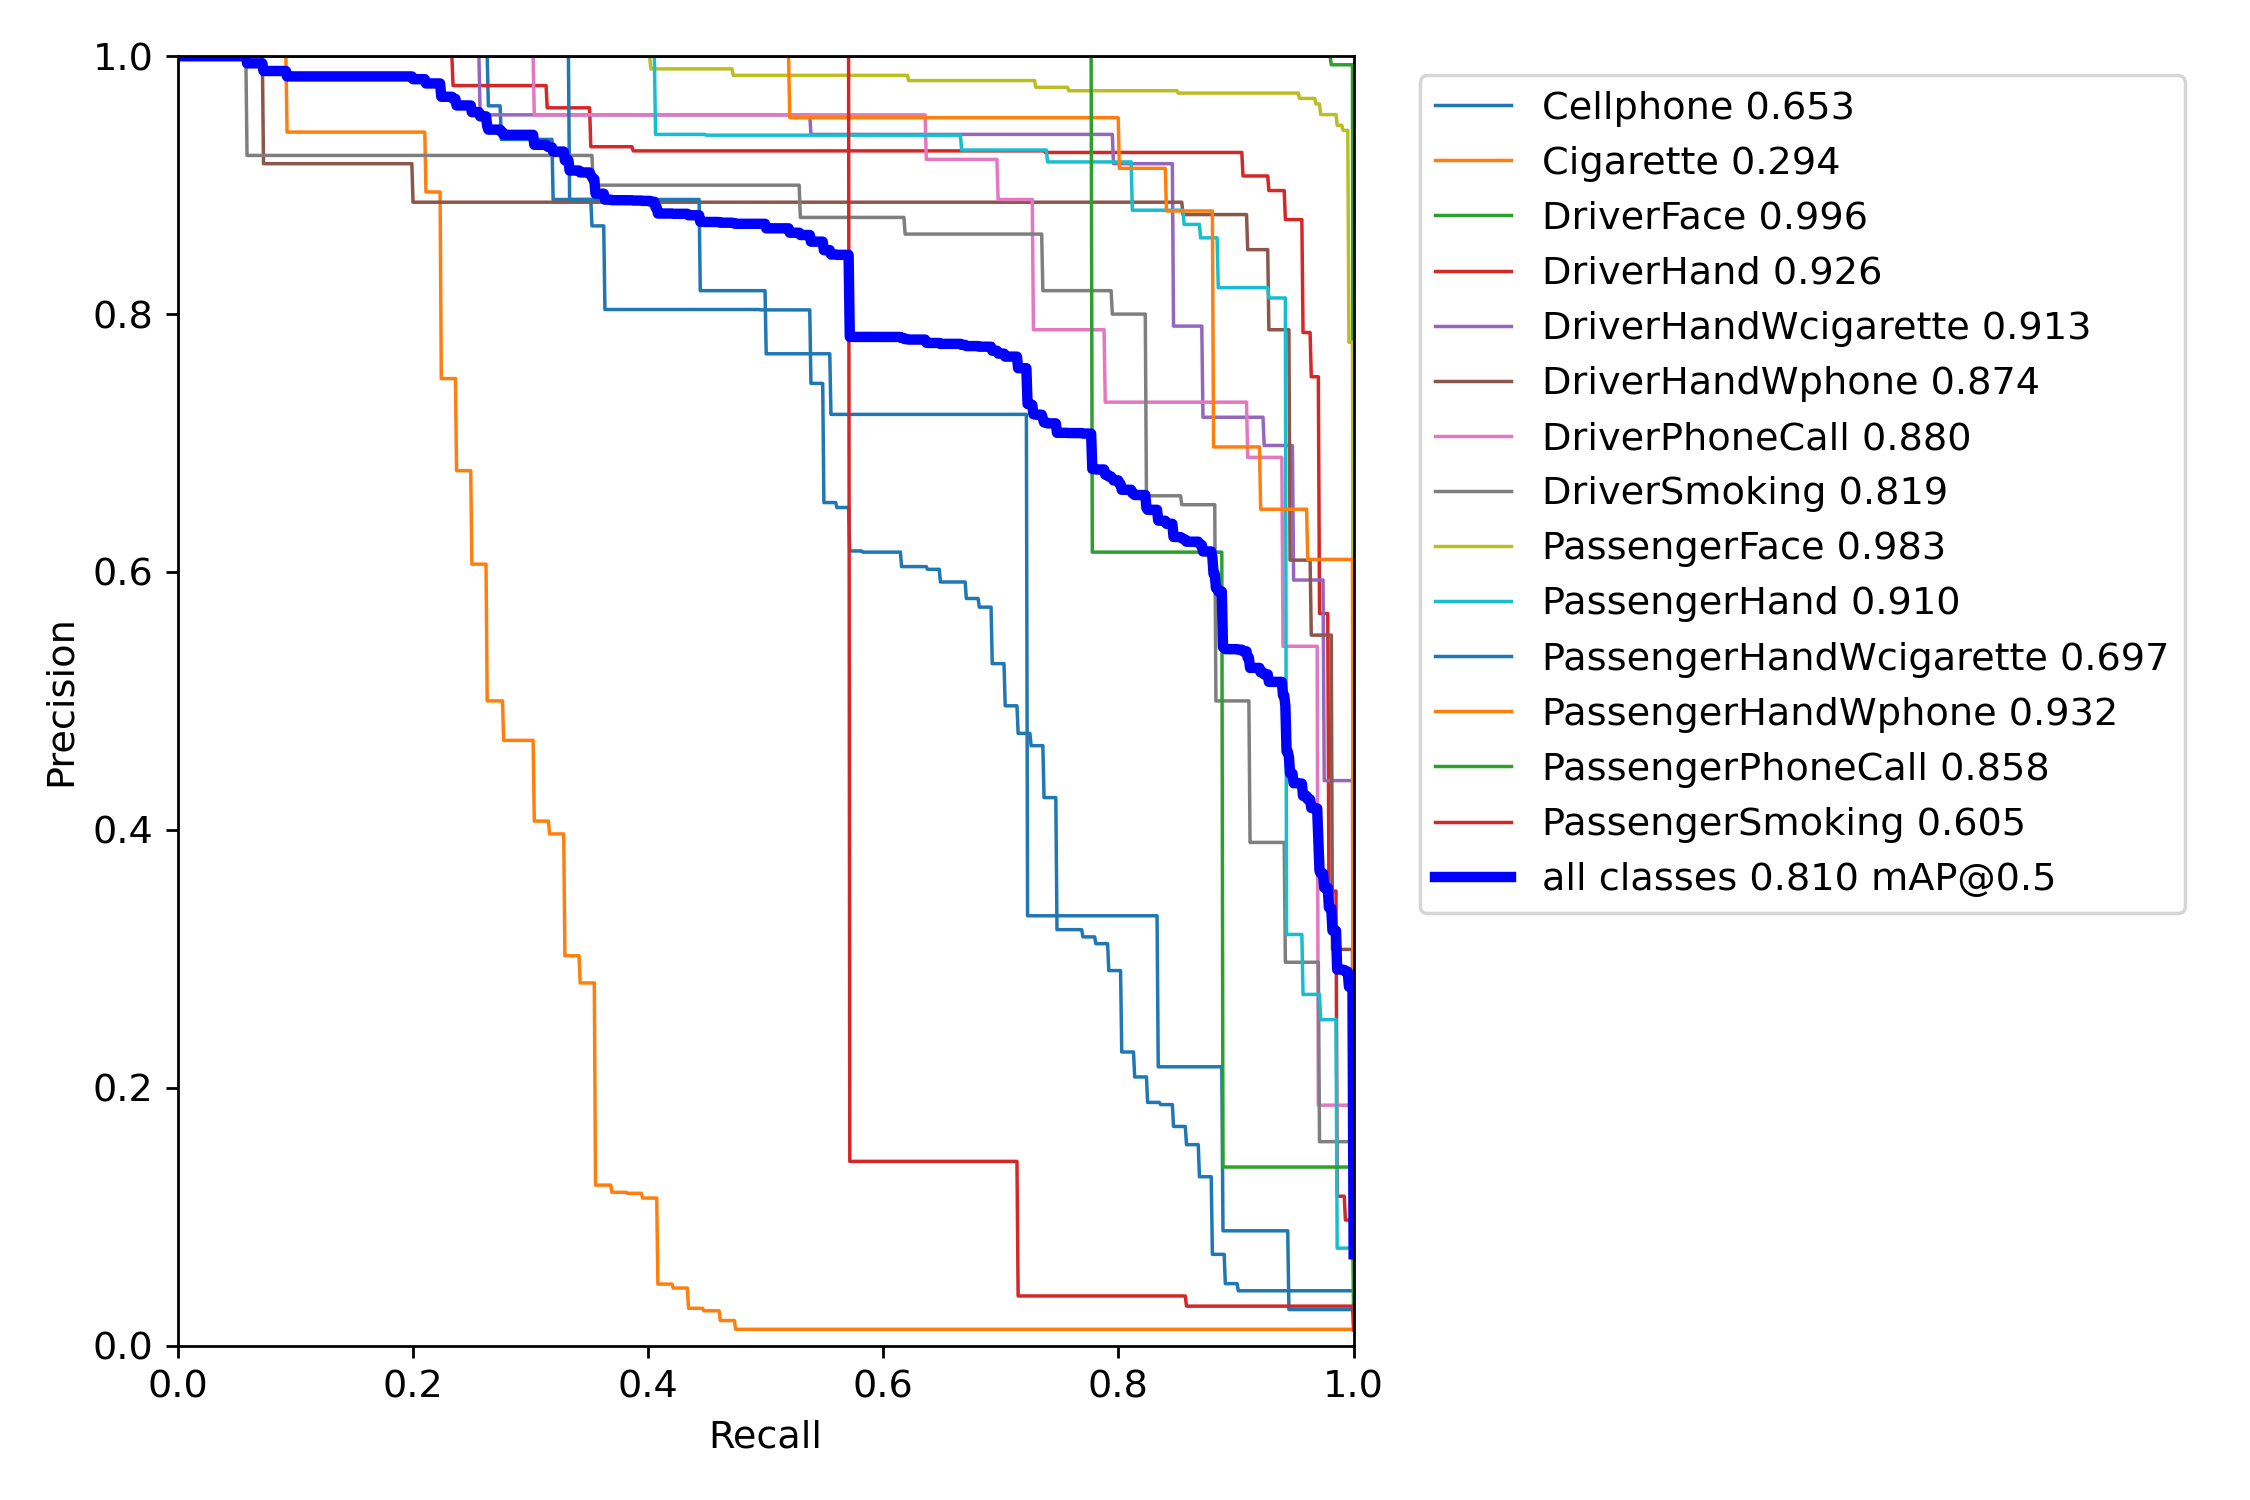 1.0
0.8
0.6
0.4
0.2
0.0
0.0 0.2 0.4 0.6 0.8 1.0
Precision
Recall
Cellphone 0.653
Cigarette 0.294
DriverFace 0.996
DriverHand 0.926
DriverHandWcigarette 0.913
DriverHandWphone 0.874
DriverPhoneCall 0.880
DriverSmoking 0.819
PassengerFace 0.983
PassengerHand 0.910
PassengerHandWcigarette 0.697
PassengerHandWphone 0.932
PassengerPhoneCall 0.858
PassengerSmoking 0.605
all classes 0.810 mAP@0.5